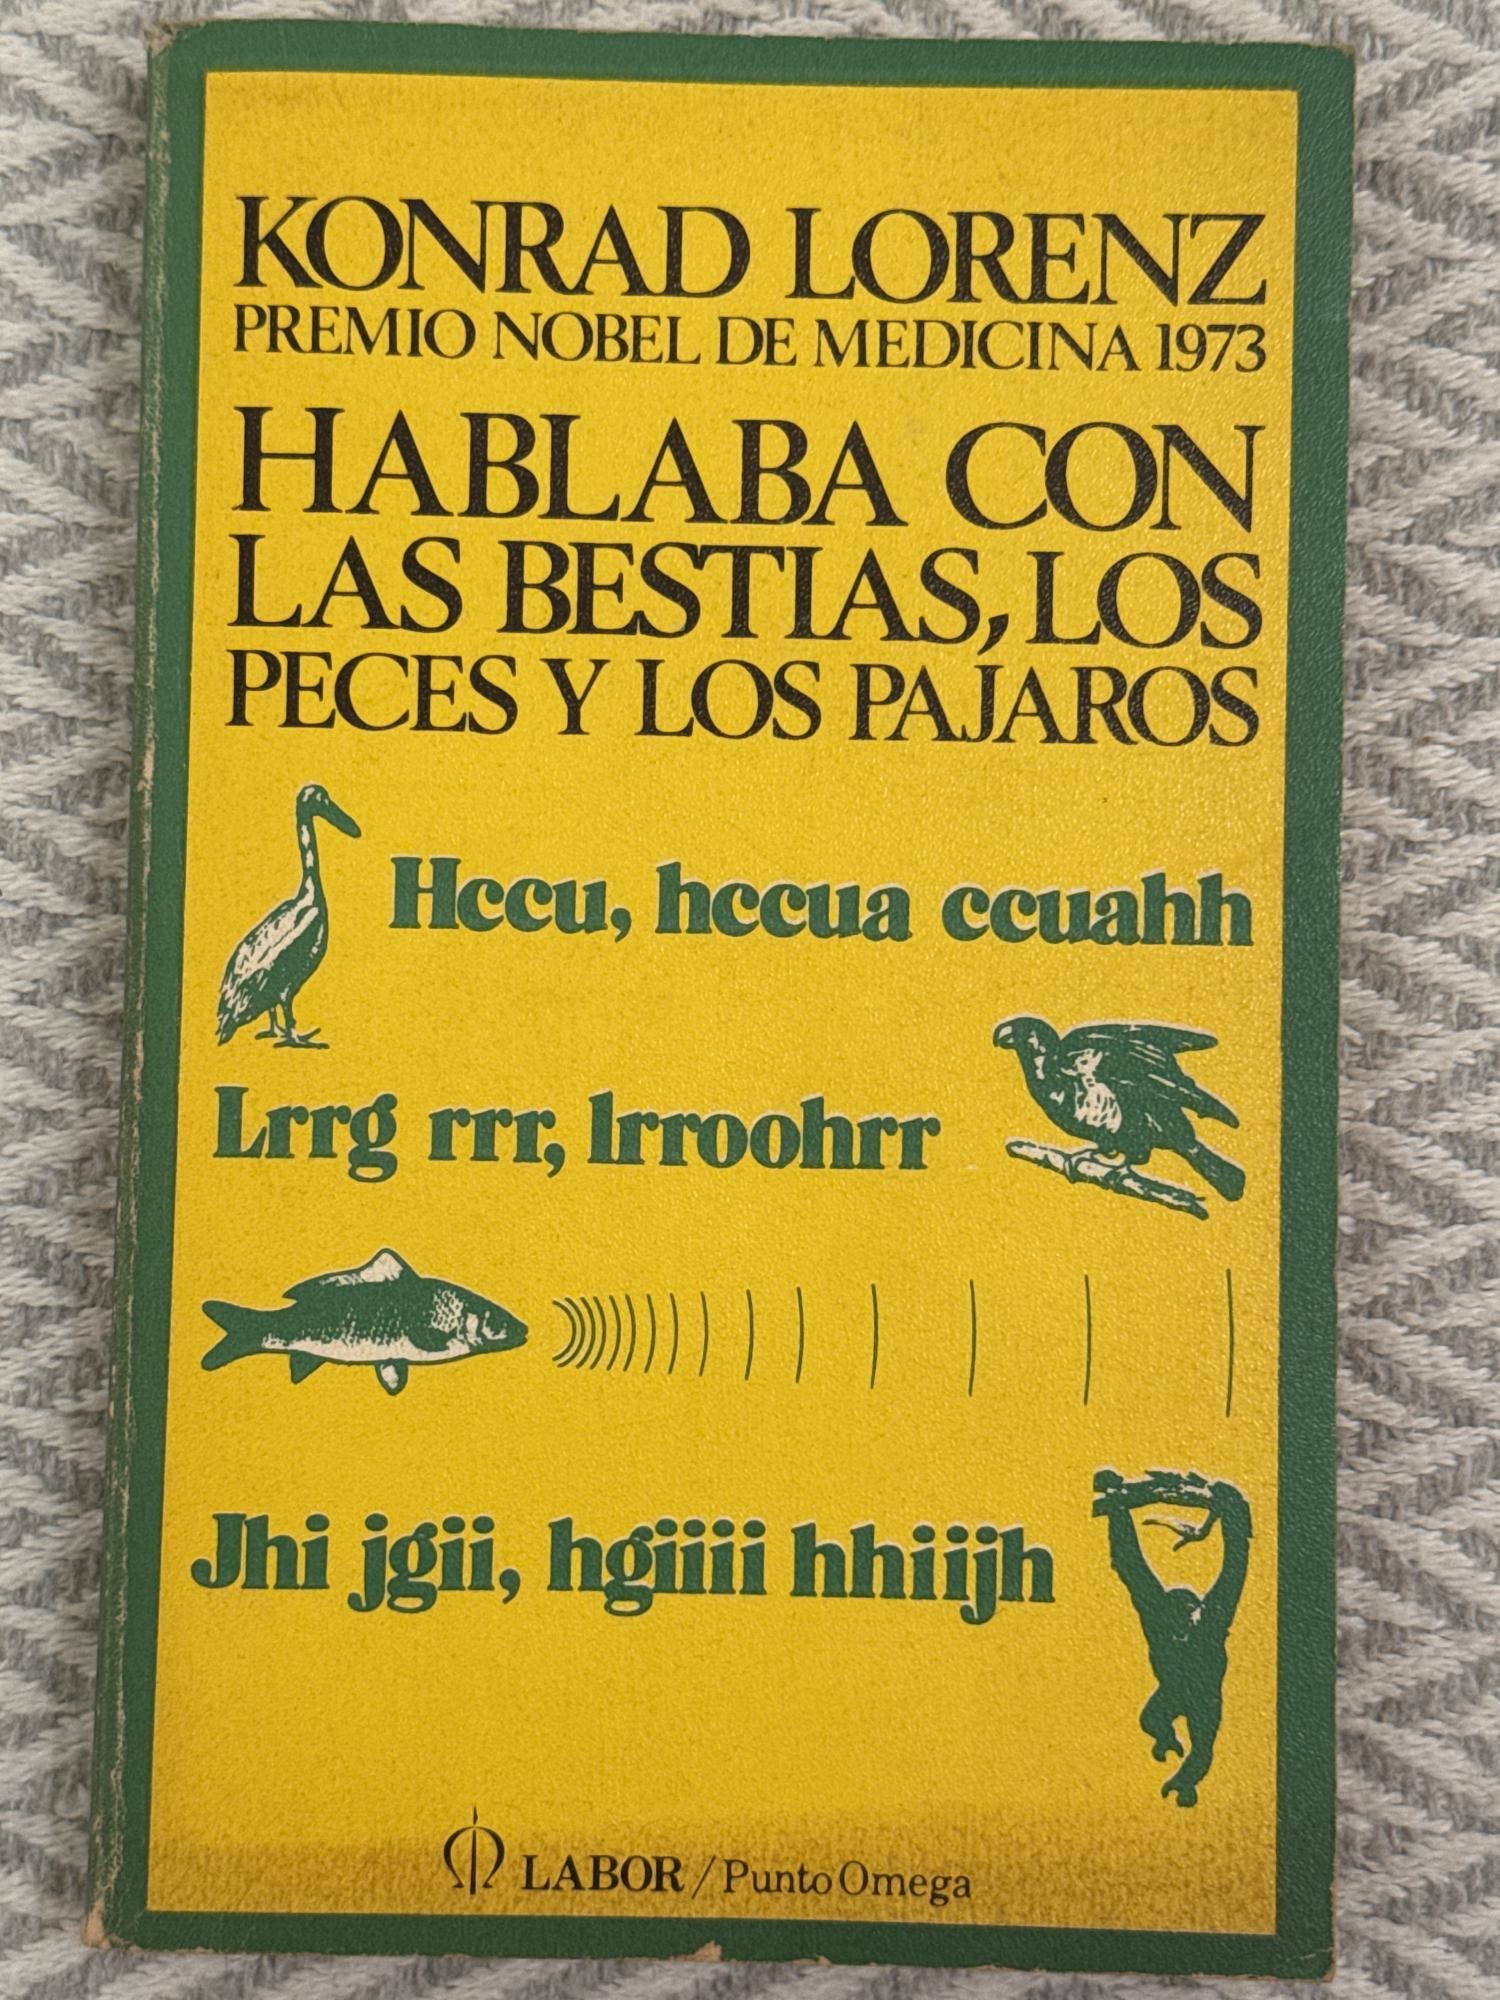 KONRAD LORENZ
PREMIO NOBEL DE MEDICINA 1973
HABLABA CON
LAS BESTIAS, LOS
PECES Y LOS PAJAROS
Hccu, hccua ccuahh
Lrrg rrr, lrroohrr
Jhi jgii, hgiiii hhiijh
LABOR / Punto Omega